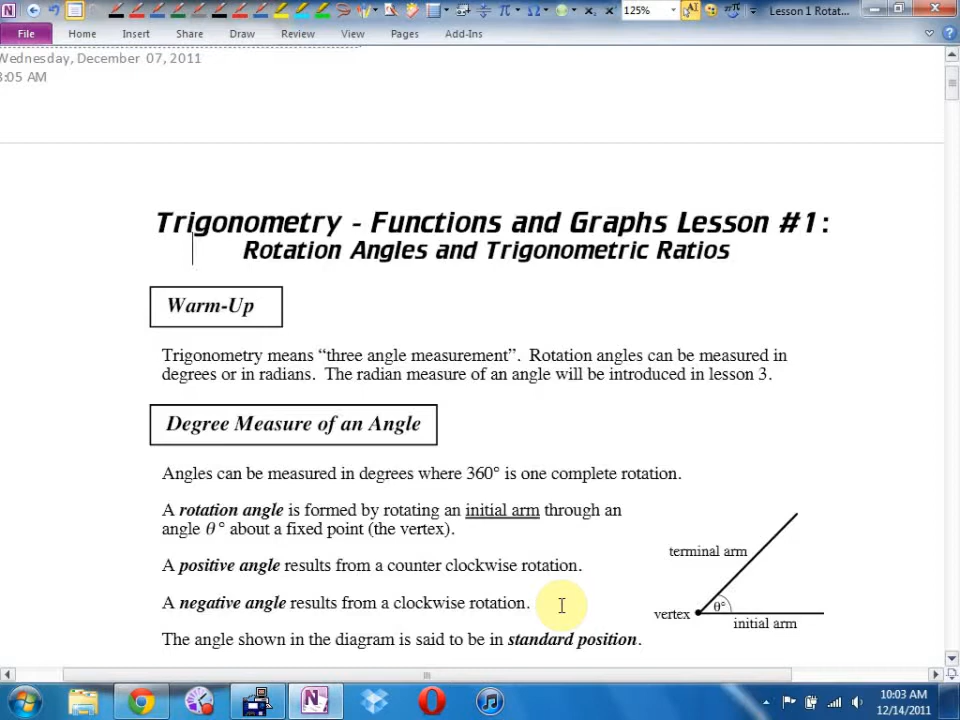 125%
Lesson 1 Rotat...
File Home Insert Share Draw Review View Pages Add-Ins
Wednesday, December 07, 2011
8:05 AM
Trigonometry - Functions and Graphs Lesson #1:
Rotation Angles and Trigonometric Ratios
Warm-Up
Trigonometry means “three angle measurement”. Rotation angles can be measured in
degrees or in radians. The radian measure of an angle will be introduced in lesson 3.
Degree Measure of an Angle
Angles can be measured in degrees where 360° is one complete rotation.
A rotation angle is formed by rotating an initial arm through an
angle θ° about a fixed point (the vertex).
A positive angle results from a counter clockwise rotation.
A negative angle results from a clockwise rotation.
The angle shown in the diagram is said to be in standard position.
terminal arm
θ°
vertex
initial arm
10:03 AM
12/14/2011